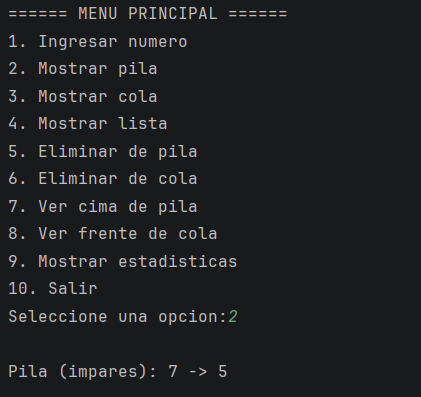 ====== MENU PRINCIPAL ======
1. Ingresar numero
2. Mostrar pila
3. Mostrar cola
4. Mostrar lista
5. Eliminar de pila
6. Eliminar de cola
7. Ver cima de pila
8. Ver frente de cola
9. Mostrar estadisticas
10. Salir
Seleccione una opcion:2
Pila (impares): 7 -> 5